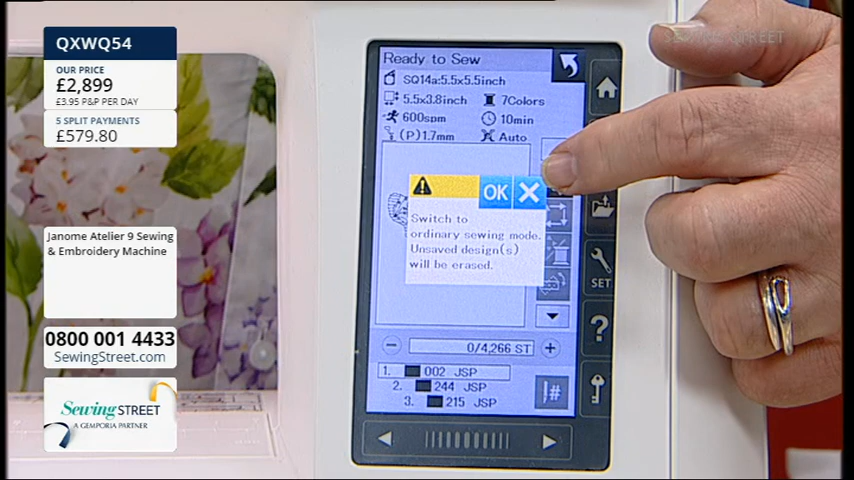 QXWQ54
OUR PRICE
£2,899
£3.95 P&P PER DAY
5 SPLIT PAYMENTS
£579.80
Janome Atelier 9 Sewing
& Embroidery Machine
0800 001 4433
SewingStreet.com
Sewing STREET
A GEMPORIA PARTNER
SEWING STREET
Ready to Sew
SQ14a:5.5x5.5inch
5.5x3.8inch 7Colors
600spm 10min
(P)1.7mm Auto
OK
Switch to
ordinary sewing mode.
Unsaved design(s)
will be erased.
SET
?
0/4,266 ST
1. 002 JSP
2. 244 JSP
3. 215 JSP
#